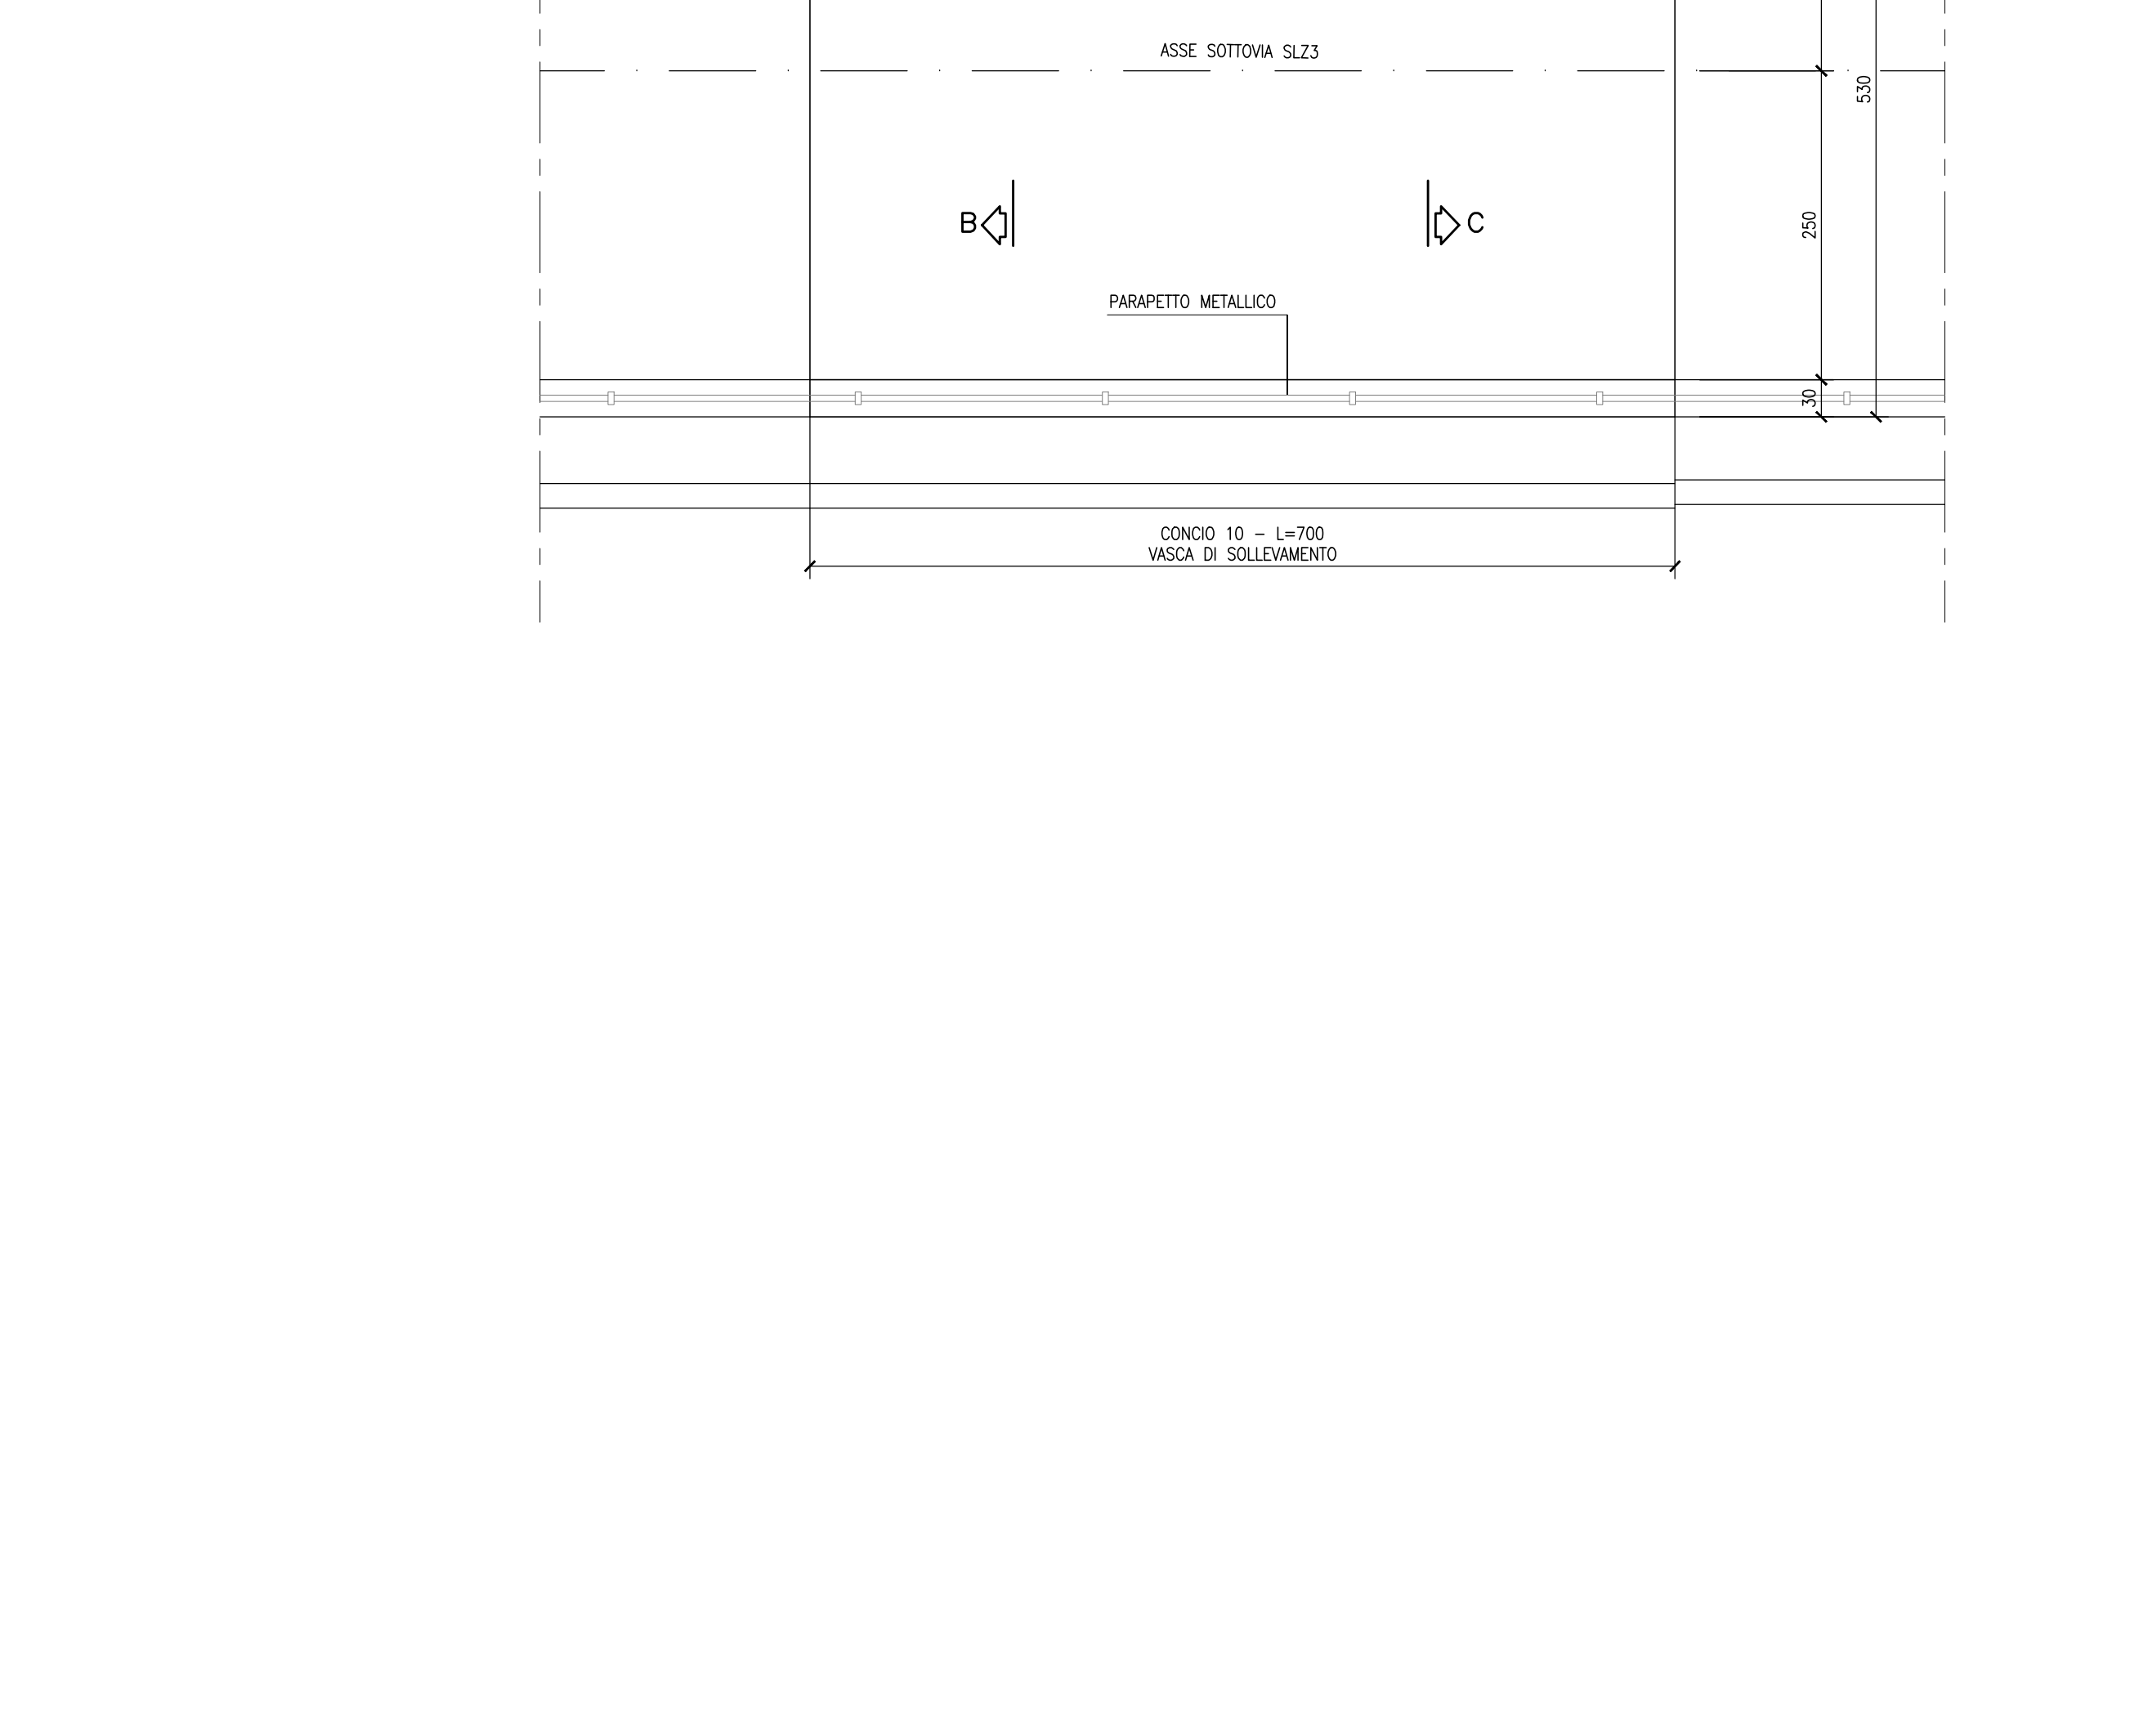 ASSE SOTTOVIA SLZ3
530
B
C
250
PARAPETTO METALLICO
30
CONCIO 10 - L=700
VASCA DI SOLLEVAMENTO